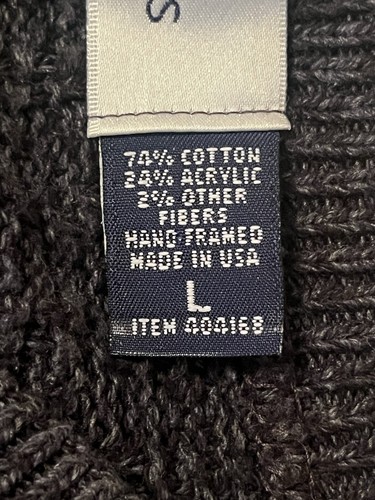 S
74% COTTON
24% ACRYLIC
2% OTHER
FIBERS
HAND FRAMED
MADE IN USA
L
ITEM 404168